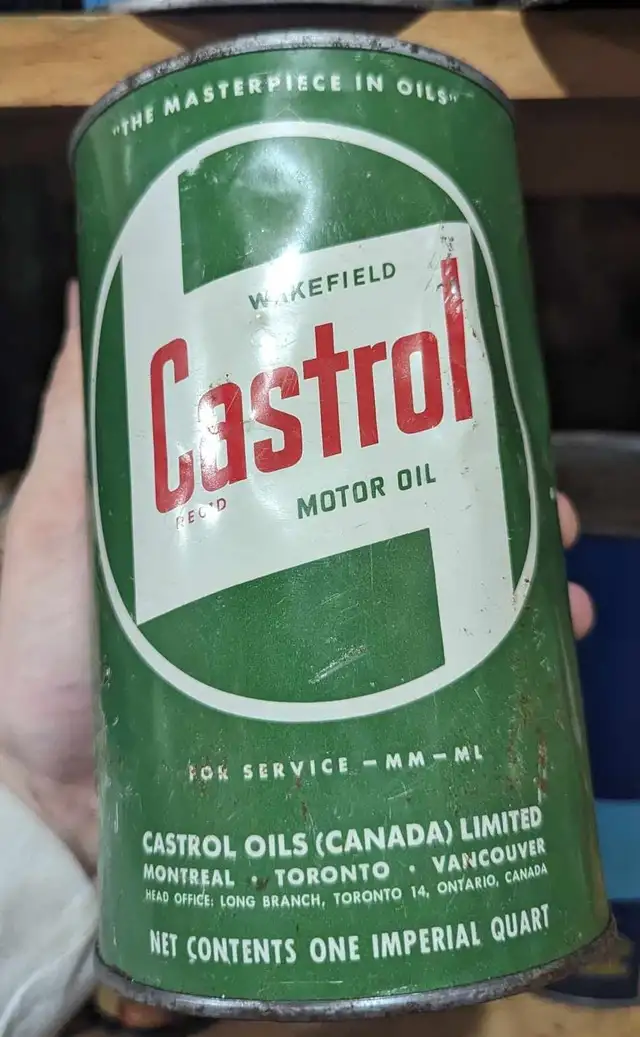 "THE MASTERPIECE IN OILS"
WAKEFIELD
Castrol
REG'D
MOTOR OIL
FOR SERVICE - MM - ML
CASTROL OILS (CANADA) LIMITED
MONTREAL • TORONTO • VANCOUVER
HEAD OFFICE: LONG BRANCH, TORONTO 14, ONTARIO, CANADA
NET CONTENTS ONE IMPERIAL QUART